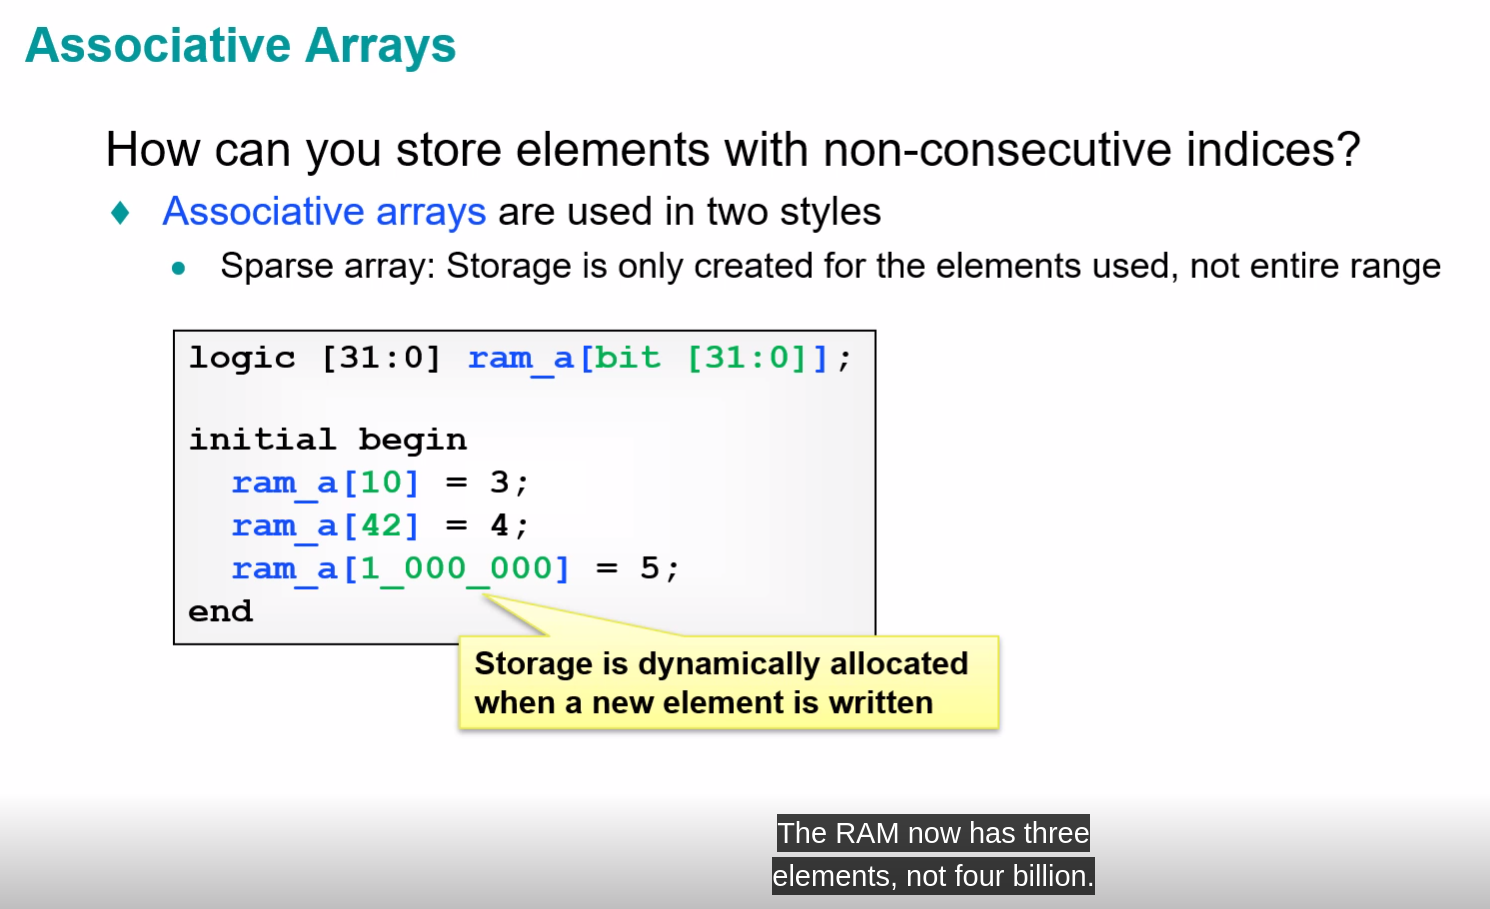 Associative Arrays
How can you store elements with non-consecutive indices?
♦ Associative arrays are used in two styles
• Sparse array: Storage is only created for the elements used, not entire range
logic [31:0] ram_a[bit [31:0]];
initial begin
ram_a[10] = 3;
ram_a[42] = 4;
ram_a[1_000_000] = 5;
end
Storage is dynamically allocated
when a new element is written
The RAM now has three
elements, not four billion.